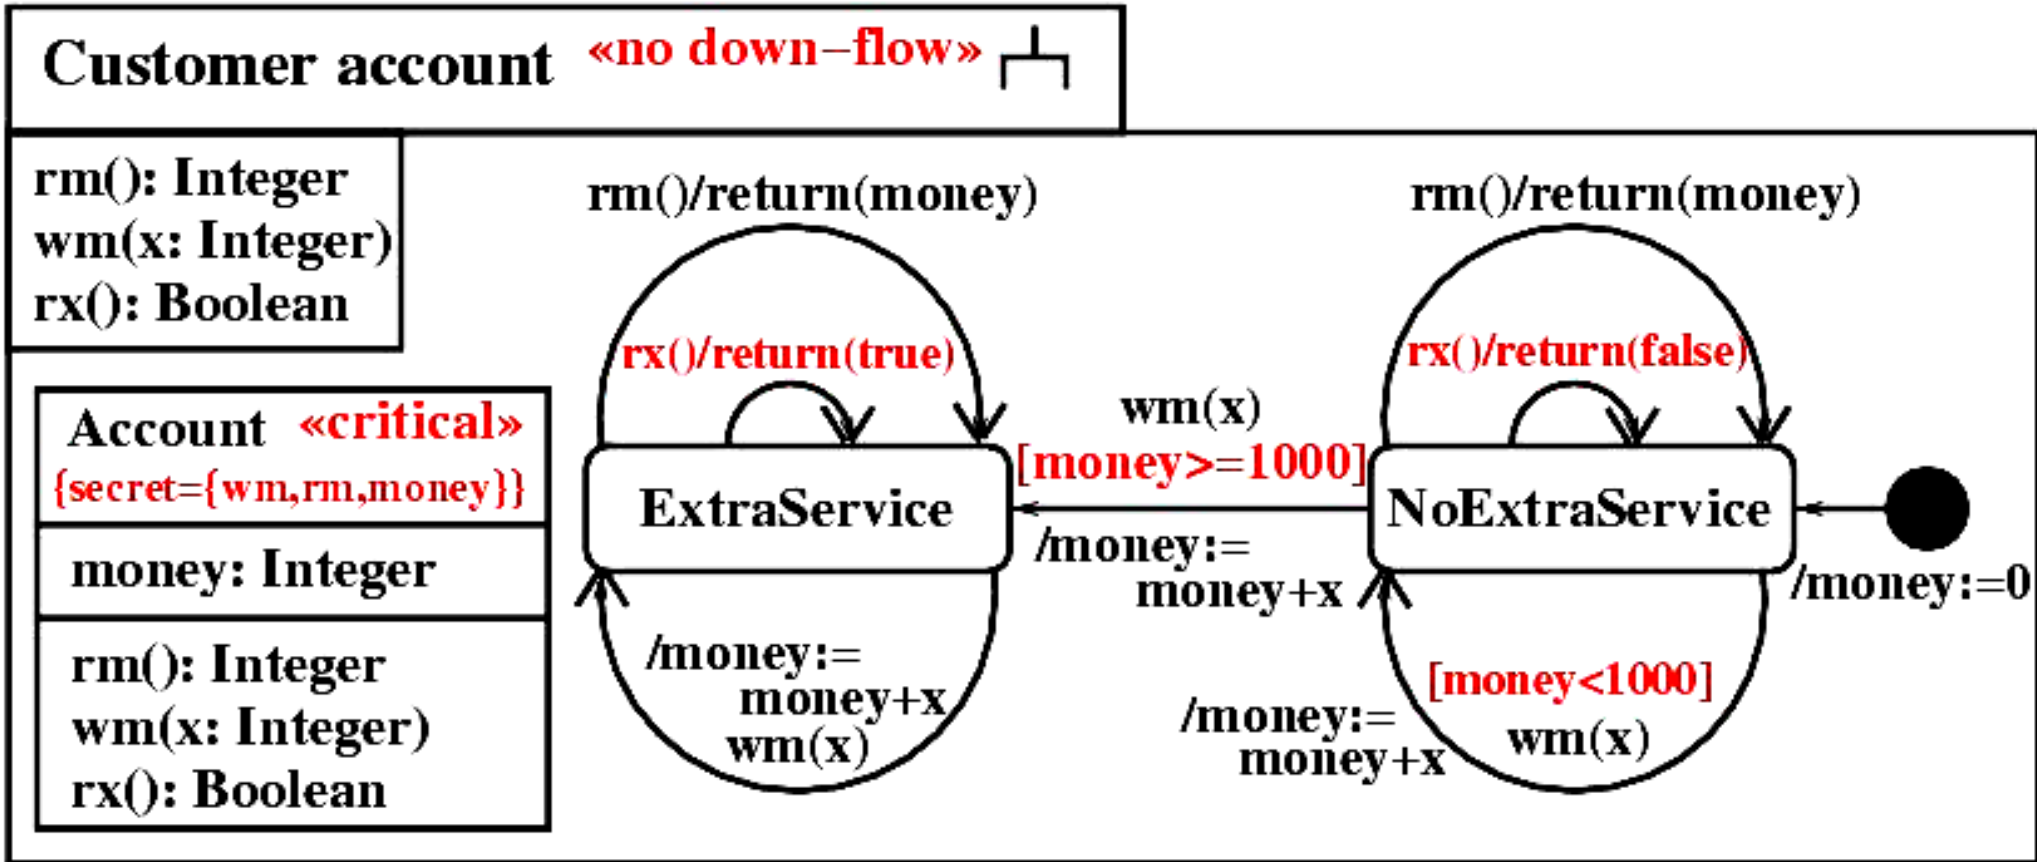 Customer account «no down–flow»
rm(): Integer
wm(x: Integer)
rx(): Boolean
Account «critical»
{secret={wm,rm,money}}
money: Integer
rm(): Integer
wm(x: Integer)
rx(): Boolean
rm()/return(money)
rx()/return(true)
ExtraService
/money:=
money+x
wm(x)
wm(x)
[money>=1000]
/money:=
money+x
rm()/return(money)
rx()/return(false)
NoExtraService
[money<1000]
wm(x)
/money:=
money+x
/money:=0